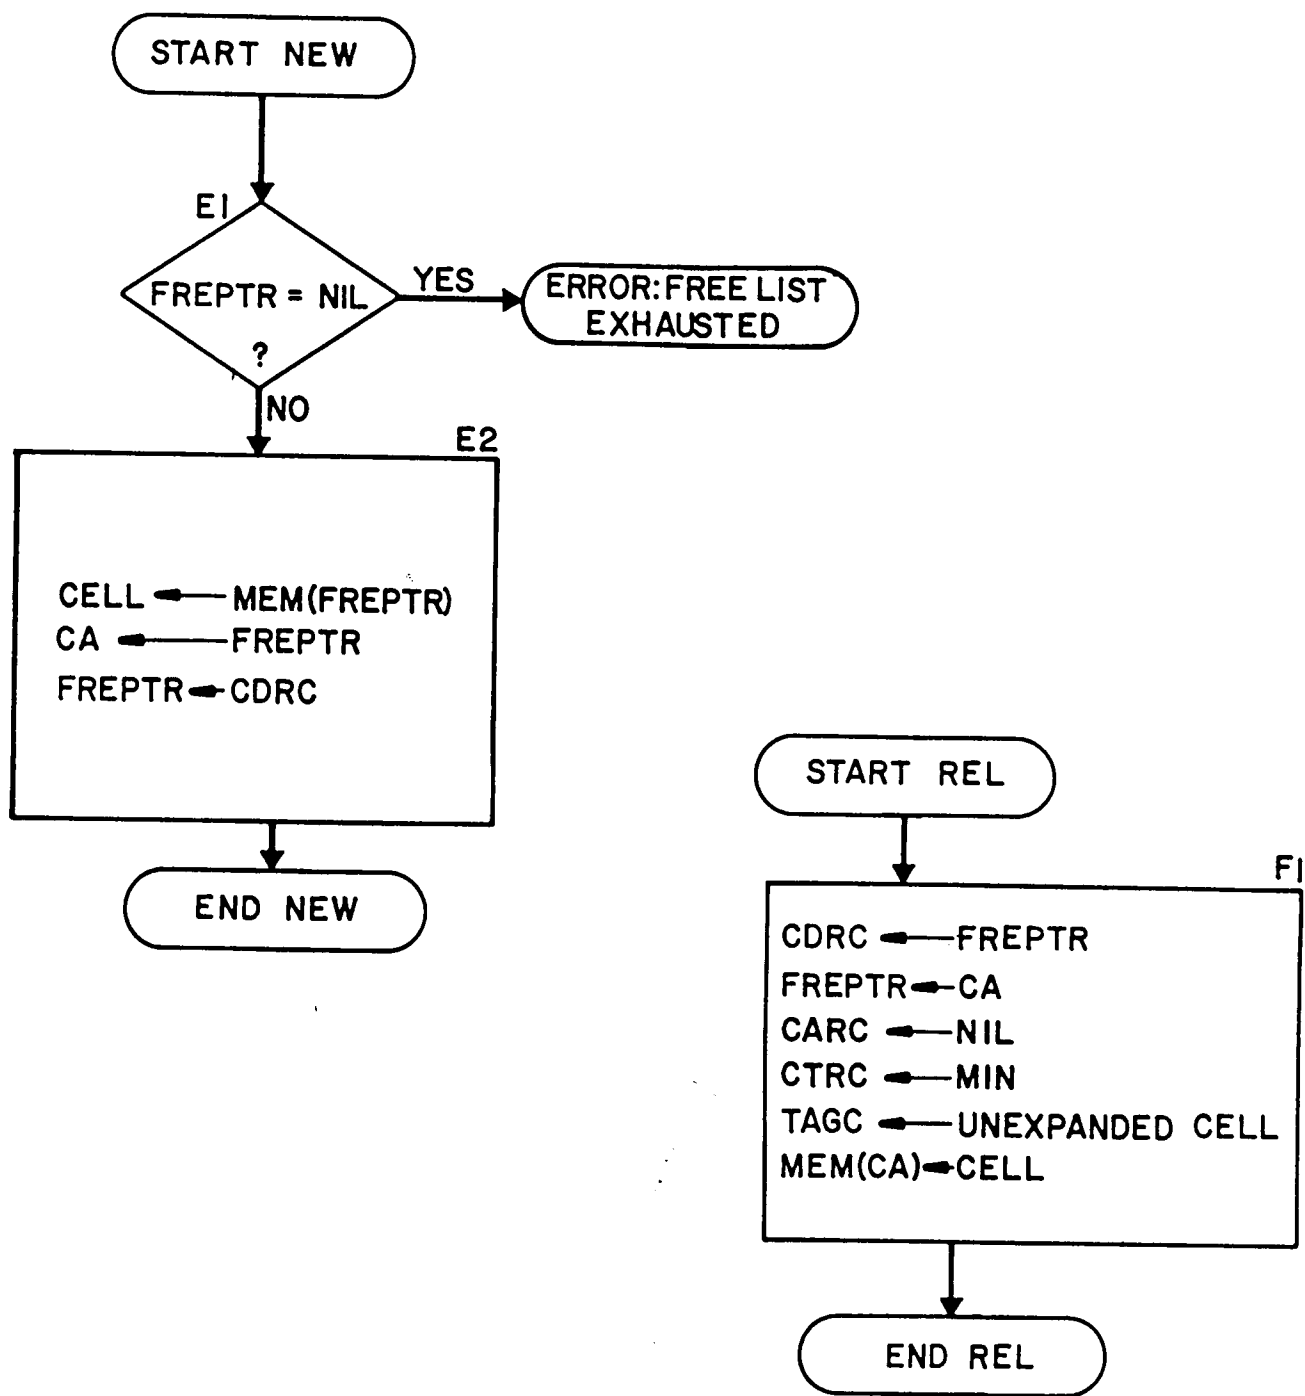 START NEW
E1
FREPTR = NIL
?
YES
ERROR: FREE LIST
EXHAUSTED
NO
E2
CELL ← MEM(FREPTR)
CA ← FREPTR
FREPTR ← CDRC
END NEW
START REL
F1
CDRC ← FREPTR
FREPTR ← CA
CARC ← NIL
CTRC ← MIN
TAGC ← UNEXPANDED CELL
MEM(CA) ← CELL
END REL